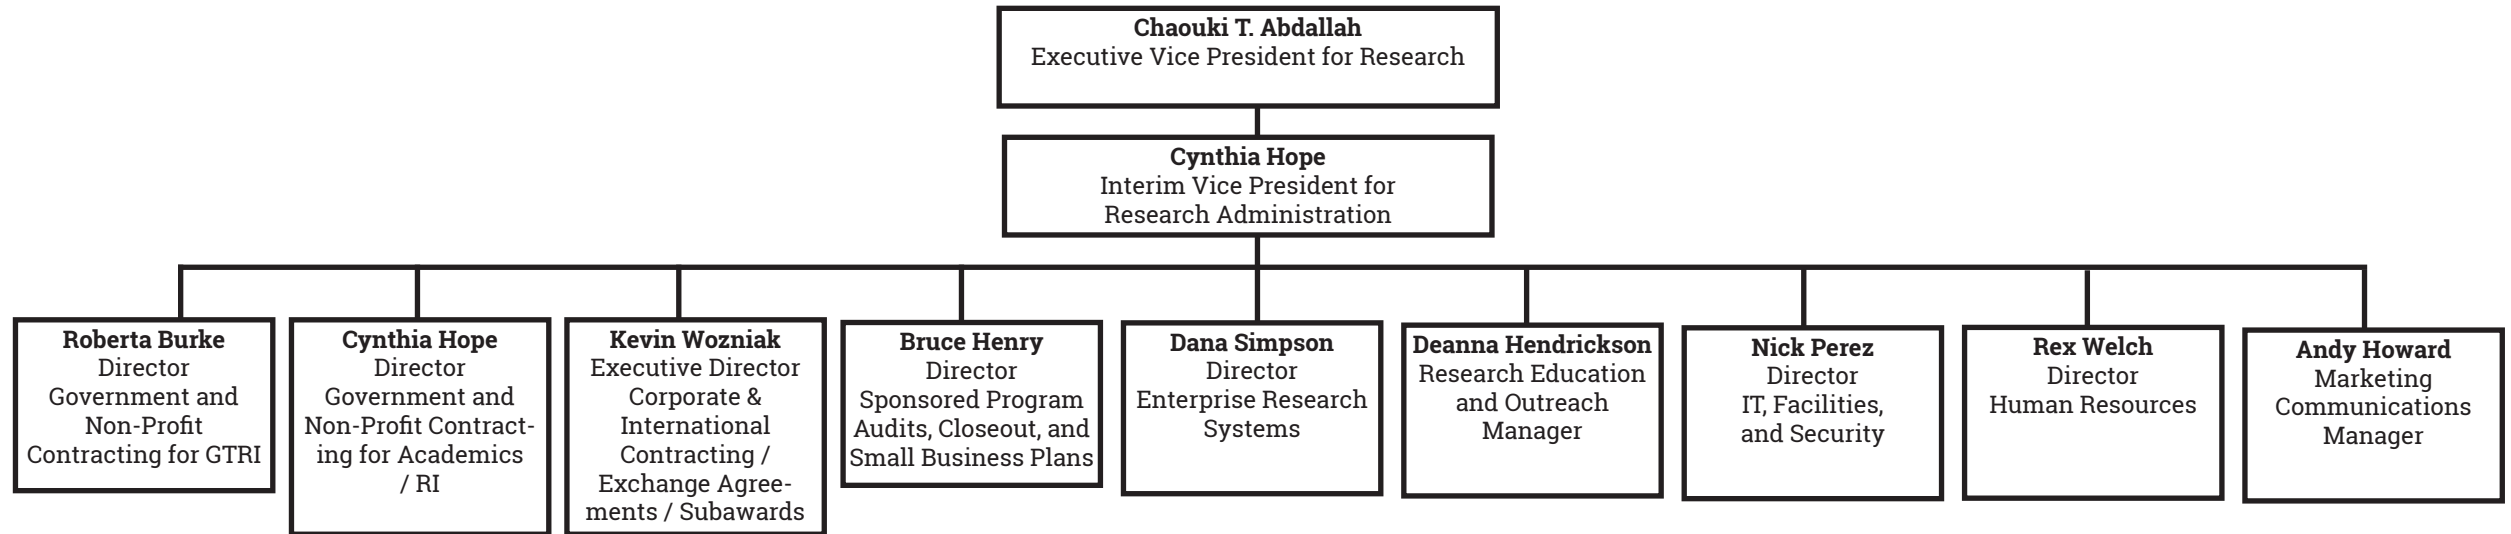 Chaouki T. Abdallah
Executive Vice President for Research
Cynthia Hope
Interim Vice President for
Research Administration
Roberta Burke
Director
Government and
Non-Profit
Contracting for GTRI
Cynthia Hope
Director
Government and
Non-Profit Contract-
ing for Academics
/ RI
Kevin Wozniak
Executive Director
Corporate &
International
Contracting /
Exchange Agree-
ments / Subawards
Bruce Henry
Director
Sponsored Program
Audits, Closeout, and
Small Business Plans
Dana Simpson
Director
Enterprise Research
Systems
Deanna Hendrickson
Research Education
and Outreach
Manager
Nick Perez
Director
IT, Facilities,
and Security
Rex Welch
Director
Human Resources
Andy Howard
Marketing
Communications
Manager